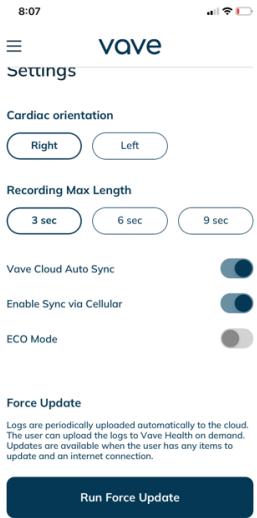 8:07
vave
Settings
Cardiac orientation
Right
Left
Recording Max Length
3 sec
6 sec
9 sec
Vave Cloud Auto Sync
Enable Sync via Cellular
ECO Mode
Force Update
Logs are periodically uploaded automatically to the cloud.
The user can upload the logs to Vave Health on demand.
Updates are available when the user has any items to
update and an internet connection.
Run Force Update